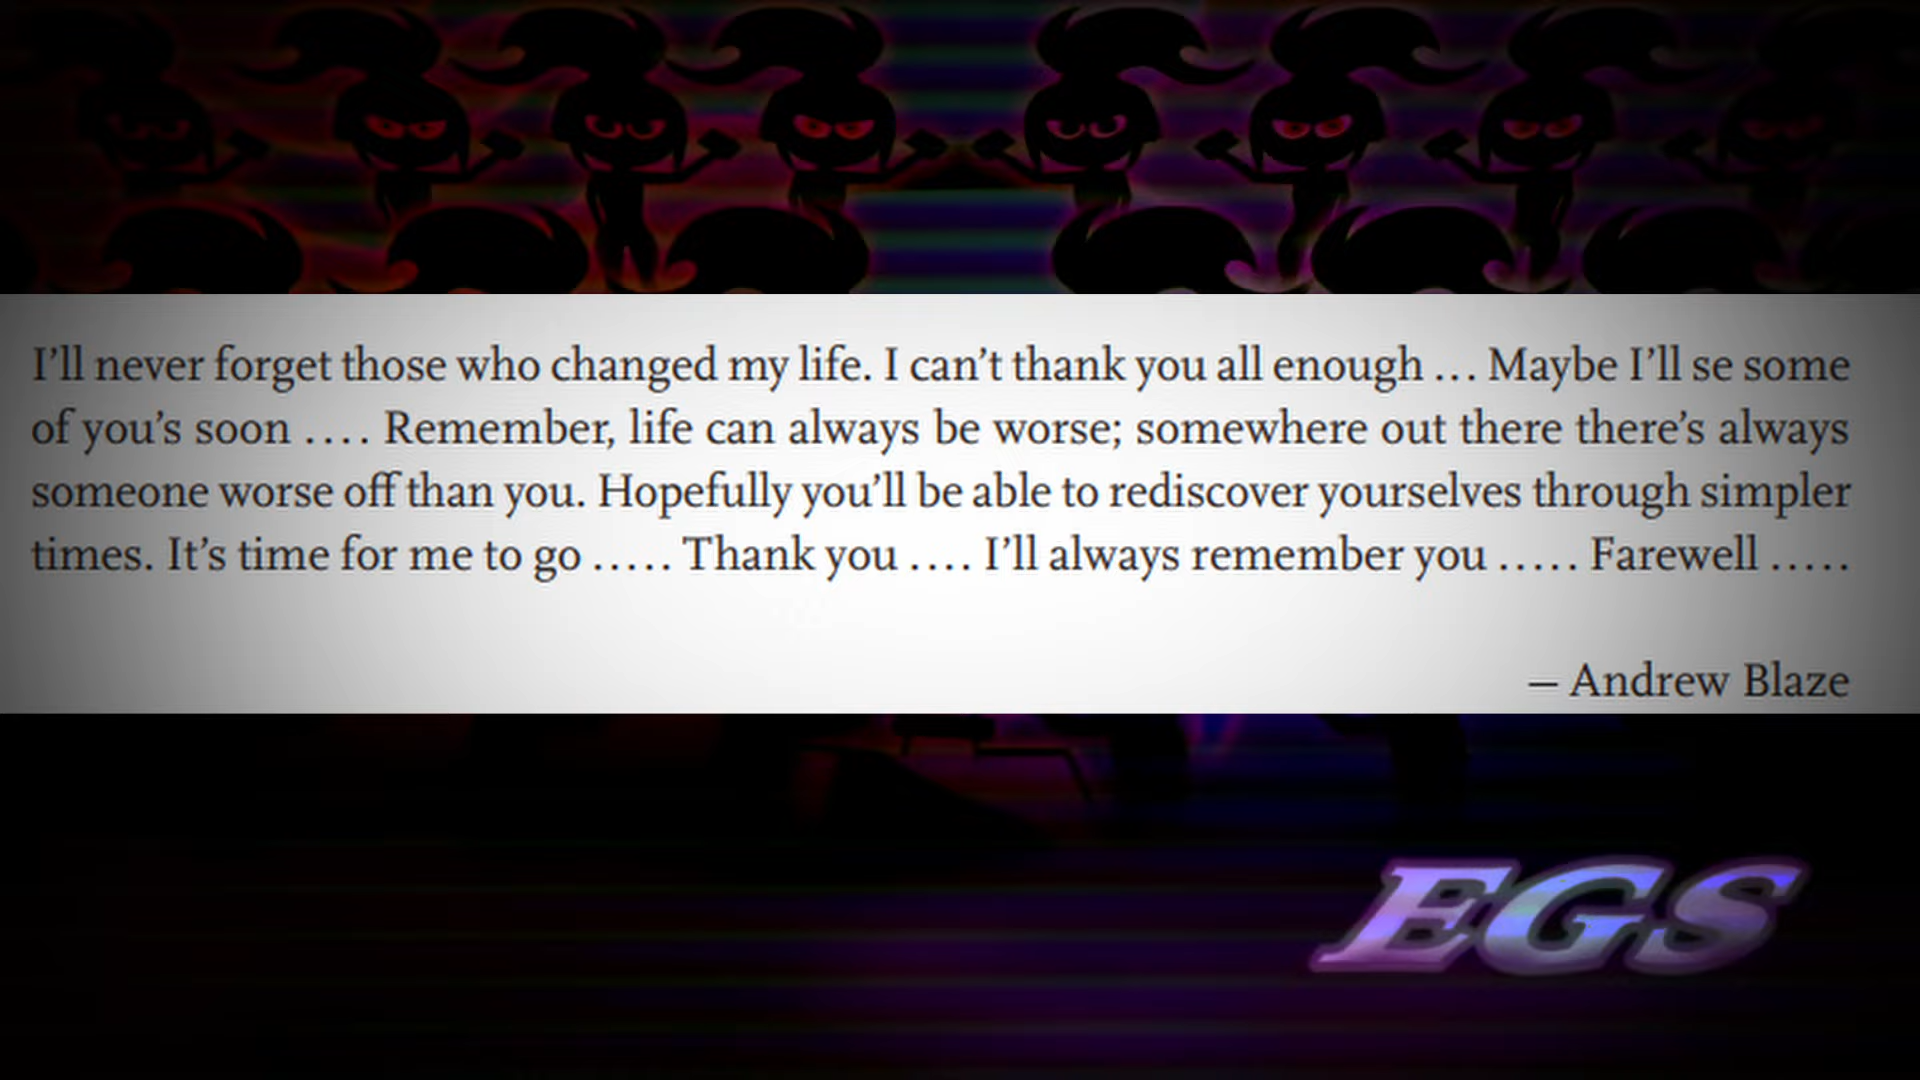 I’ll never forget those who changed my life. I can’t thank you all enough … Maybe I’ll se some
of you’s soon …. Remember, life can always be worse; somewhere out there there’s always
someone worse off than you. Hopefully you’ll be able to rediscover yourselves through simpler
times. It’s time for me to go ….. Thank you …. I’ll always remember you ….. Farewell …..
– Andrew Blaze
EGS